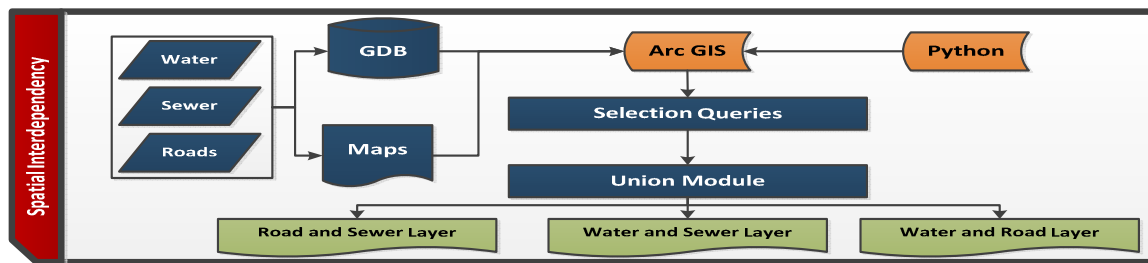 Spatial Interdependency
Water
Sewer
Roads
GDB
Maps
Arc GIS
Python
Selection Queries
Union Module
Road and Sewer Layer
Water and Sewer Layer
Water and Road Layer